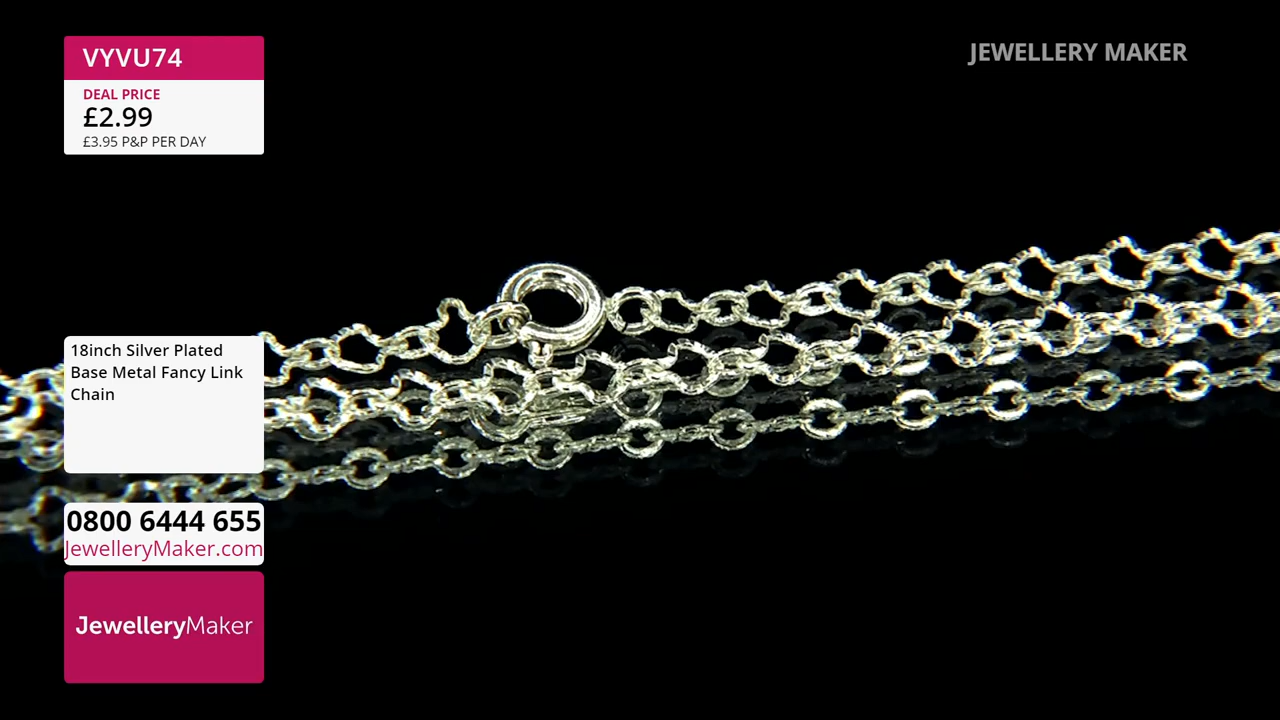 VYVU74
DEAL PRICE
£2.99
£3.95 P&P PER DAY
JEWELLERY MAKER
18inch Silver Plated
Base Metal Fancy Link
Chain
0800 6444 655
JewelleryMaker.com
JewelleryMaker